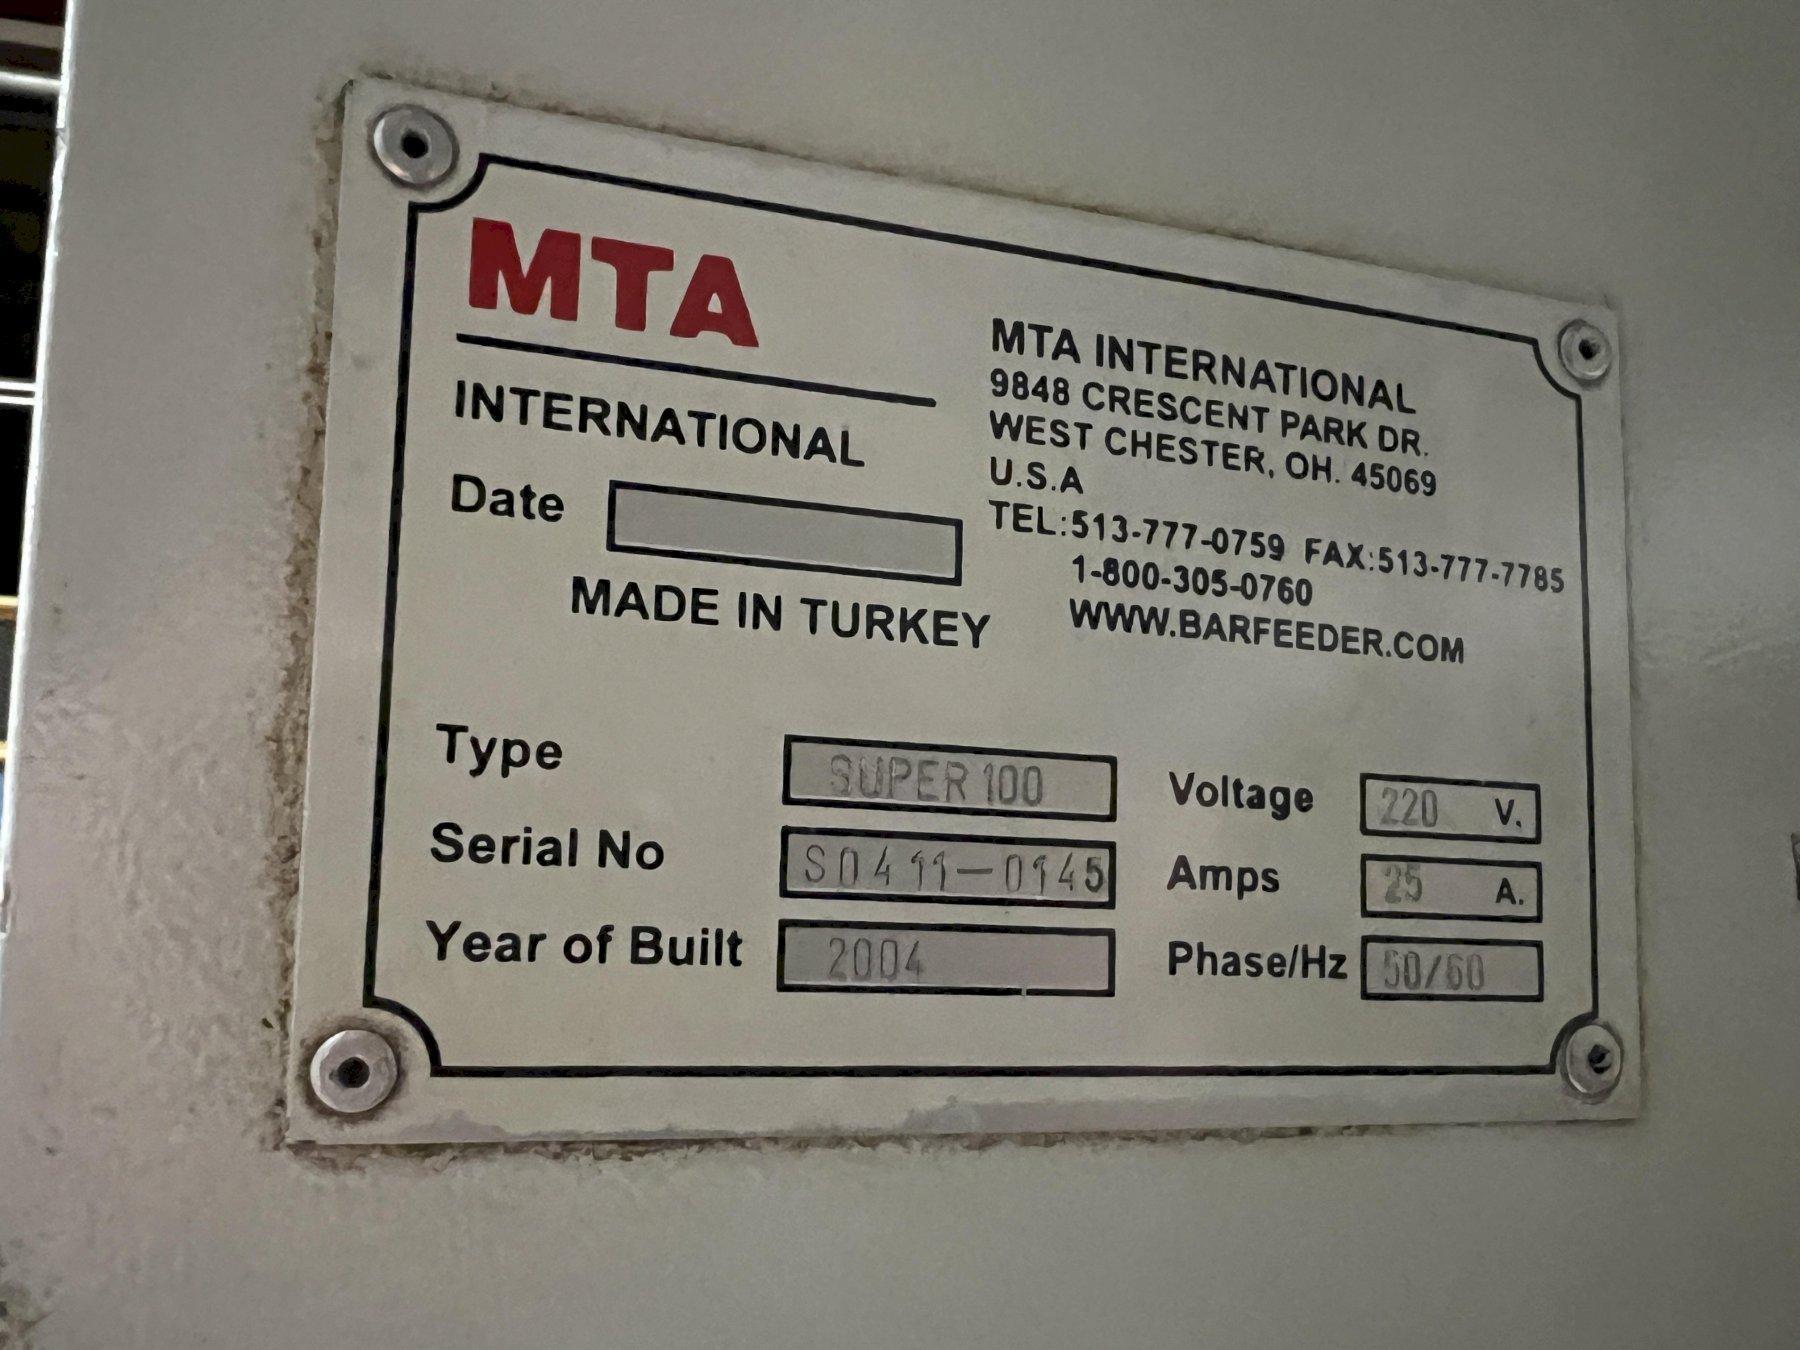 MTA
INTERNATIONAL
Date
MADE IN TURKEY
MTA INTERNATIONAL
9848 CRESCENT PARK DR.
WEST CHESTER, OH. 45069
U.S.A
TEL:513-777-0759 FAX:513-777-7785
1-800-305-0760
WWW.BARFEEDER.COM
Type SUPER 100
Serial No S0411-0145
Year of Built 2004
Voltage 220 V.
Amps 25 A.
Phase/Hz 50/60